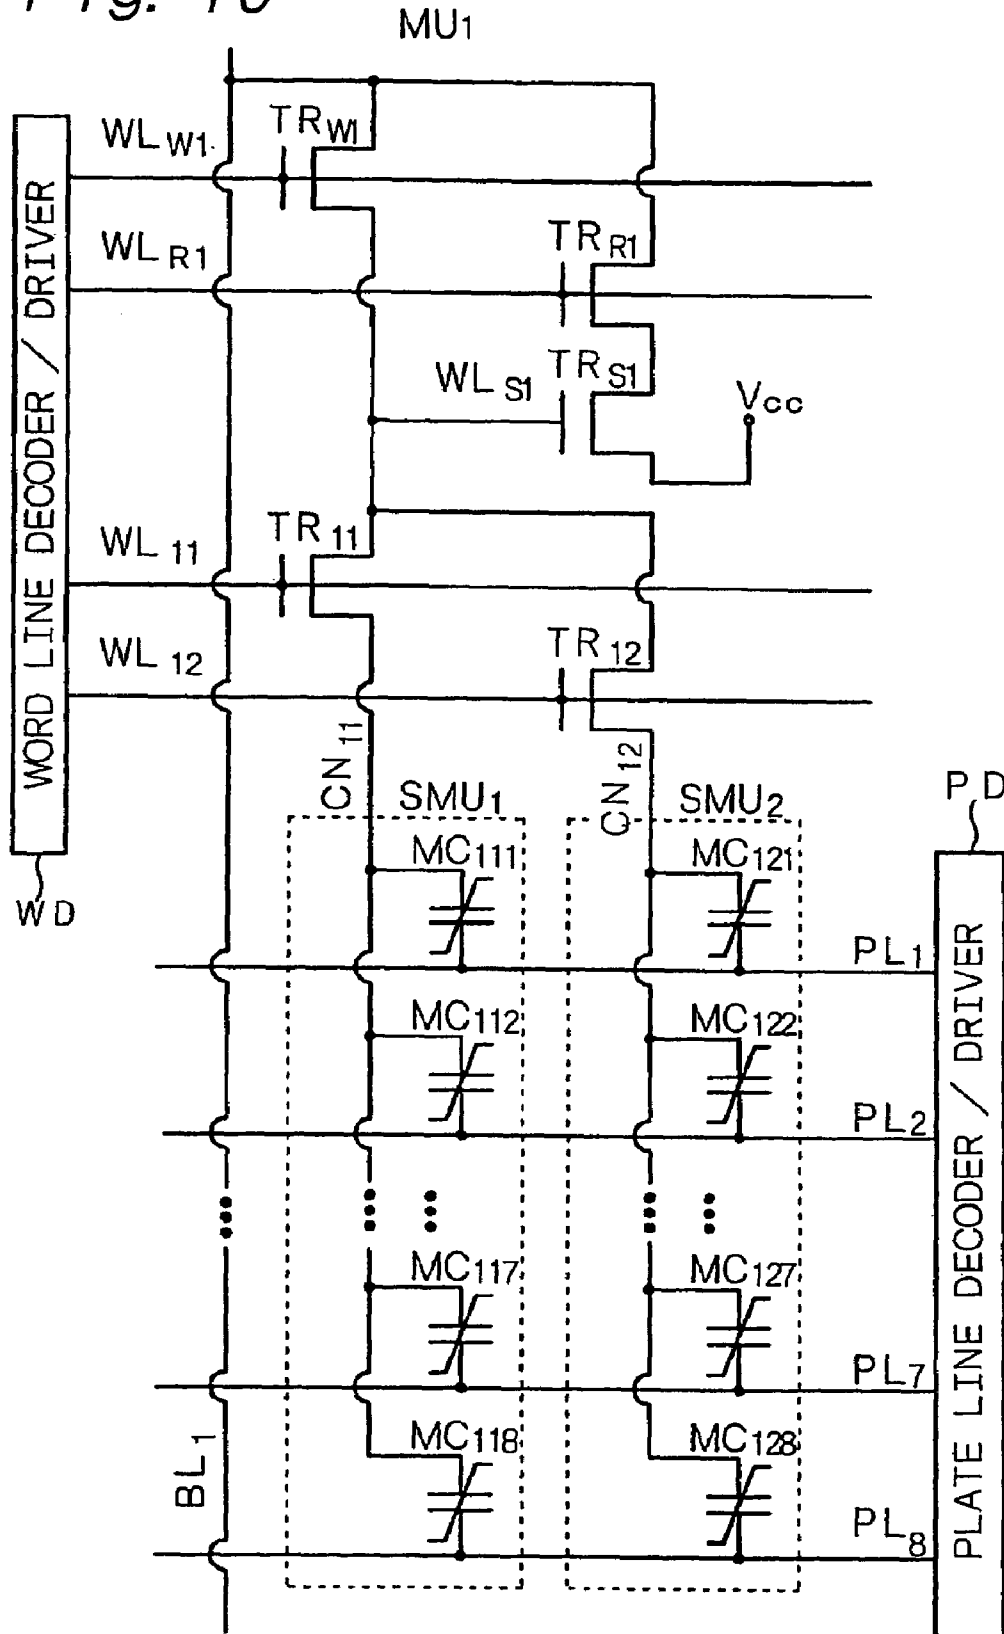 Fig. 10
MU1
WLW1
TRW1
WLR1
TRR1
WLS1
TRS1
Vcc
WL11
TR11
WL12
TR12
WORD LINE DECODER / DRIVER
WD
CN11
CN12
SMU1
SMU2
PD
MC111
MC121
PL1
MC112
MC122
PL2
MC117
MC127
PL7
MC118
MC128
PL8
BL1
PLATE LINE DECODER / DRIVER